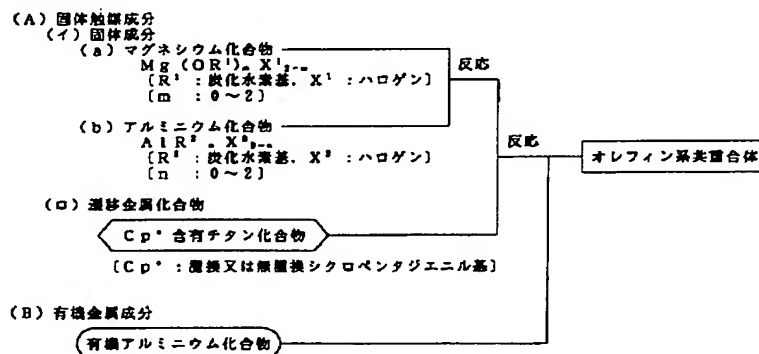 (A) 固体触媒成分
(イ) 固体成分
(a) マグネシウム化合物
Mg(OR¹)ₘX¹₂₋ₘ
[R¹ : 炭化水素基, X¹ : ハロゲン]
[m : 0~2]
反応
(b) アルミニウム化合物
AlR²ₙX²₃₋ₙ
[R² : 炭化水素基, X² : ハロゲン]
[n : 0~2]
反応
オレフィン系共重合体
(ロ) 遷移金属化合物
Cp* 含有チタン化合物
[Cp* : 置換又は無置換シクロペンタジエニル基]
(B) 有機金属成分
有機アルミニウム化合物